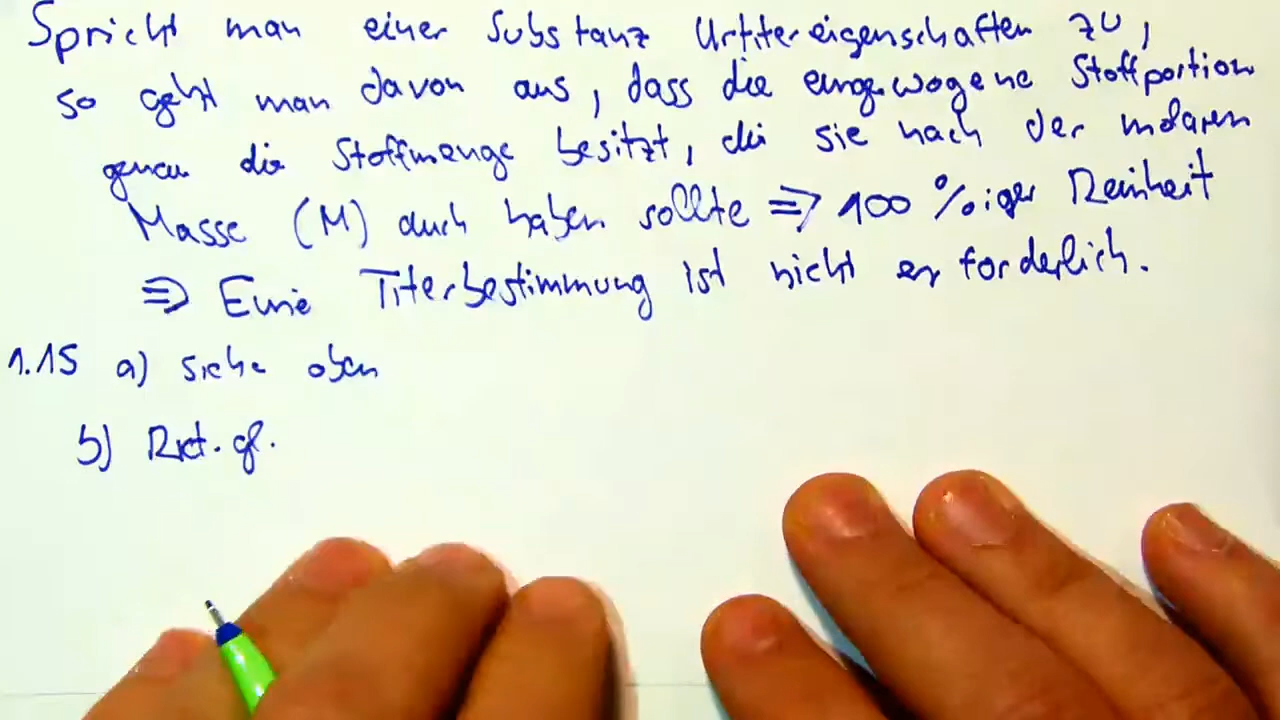 Spricht man einer Substanz Urtitereigenschaften zu,
so geht man davon aus, dass die eingewogene Stoffportion
genau die Stoffmenge besitzt, die sie nach der molaren
Masse (M) auch haben sollte => 100 %iger Reinheit
=> Eine Titerbestimmung ist nicht erforderlich.
1.15 a) siehe oben
b) Rkt. gl.